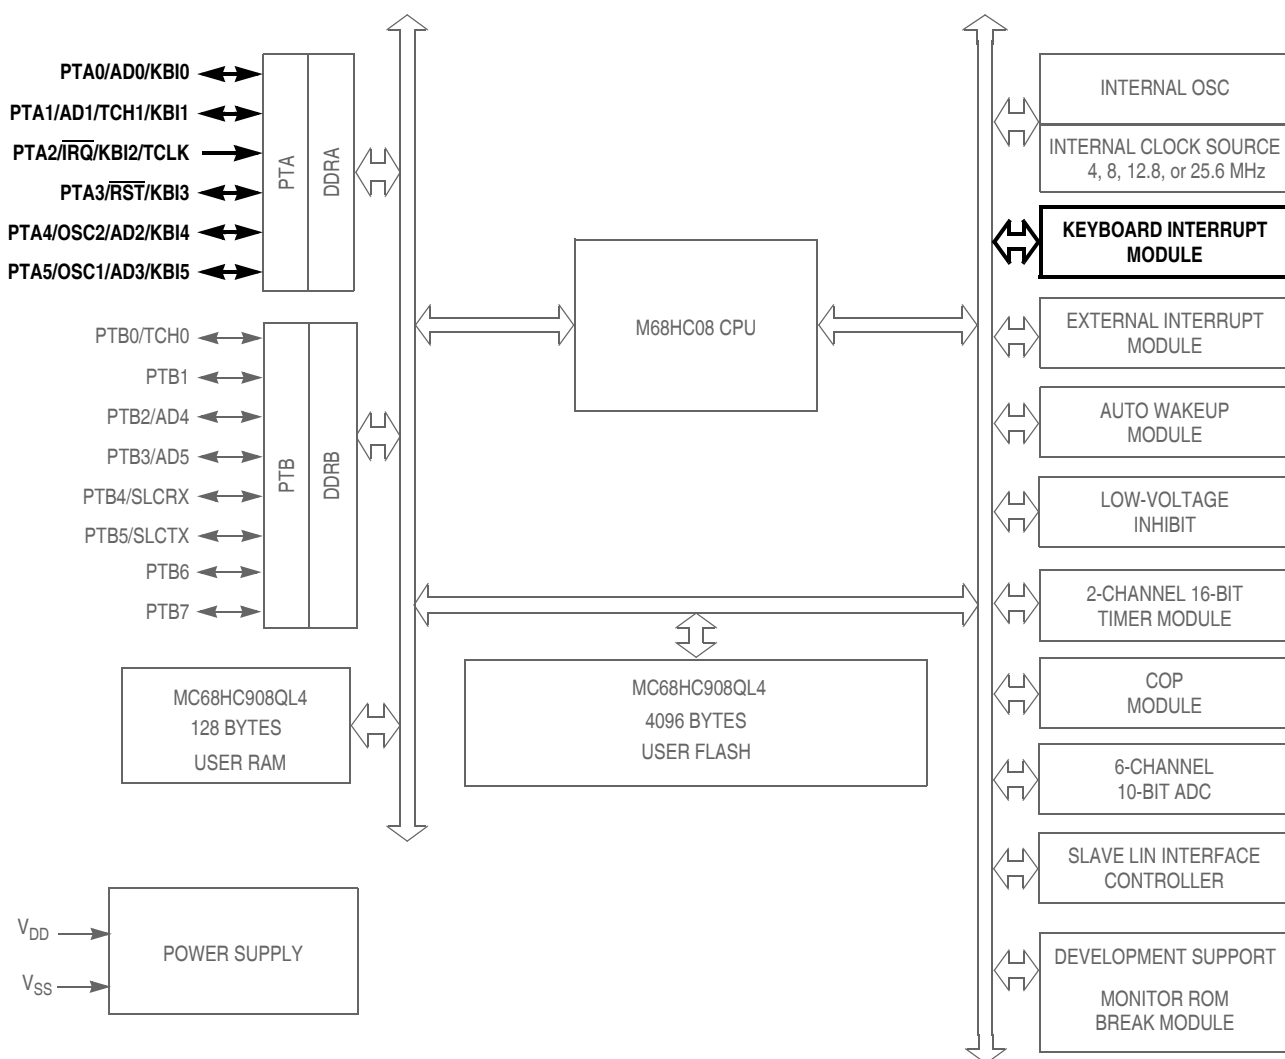 PTA0/AD0/KBI0
PTA1/AD1/TCH1/KBI1
PTA2/IRQ/KBI2/TCLK
PTA3/RST/KBI3
PTA4/OSC2/AD2/KBI4
PTA5/OSC1/AD3/KBI5
PTA
DDRA
PTB0/TCH0
PTB1
PTB2/AD4
PTB3/AD5
PTB4/SLCRX
PTB5/SLCTX
PTB6
PTB7
PTB
DDRB
MC68HC908QL4
128 BYTES
USER RAM
VDD
VSS
POWER SUPPLY
M68HC08 CPU
MC68HC908QL4
4096 BYTES
USER FLASH
INTERNAL OSC
INTERNAL CLOCK SOURCE
4, 8, 12.8, or 25.6 MHz
KEYBOARD INTERRUPT
MODULE
EXTERNAL INTERRUPT
MODULE
AUTO WAKEUP
MODULE
LOW-VOLTAGE
INHIBIT
2-CHANNEL 16-BIT
TIMER MODULE
COP
MODULE
6-CHANNEL
10-BIT ADC
SLAVE LIN INTERFACE
CONTROLLER
DEVELOPMENT SUPPORT
MONITOR ROM
BREAK MODULE